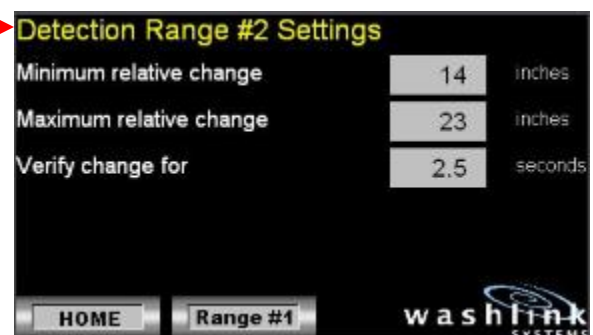 Detection Range #2 Settings
Minimum relative change 14 inches
Maximum relative change 23 inches
Verify change for 2.5 seconds
HOME Range #1 washlink
SYSTEMS